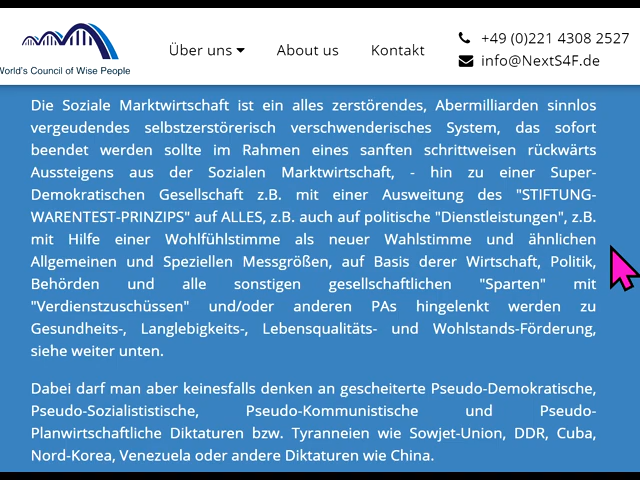 World's Council of Wise People
Über uns
About us
Kontakt
+49 (0)221 4308 2527
info@NextS4F.de
Die Soziale Marktwirtschaft ist ein alles zerstörendes, Abermilliarden sinnlos
vergeudendes selbstzerstörerisch verschwenderisches System, das sofort
beendet werden sollte im Rahmen eines sanften schrittweisen rückwärts
Aussteigens aus der Sozialen Marktwirtschaft, - hin zu einer Super-
Demokratischen Gesellschaft z.B. mit einer Ausweitung des "STIFTUNG-
WARENTEST-PRINZIPS" auf ALLES, z.B. auch auf politische "Dienstleistungen", z.B.
mit Hilfe einer Wohlfühlstimme als neuer Wahlstimme und ähnlichen
Allgemeinen und Speziellen Messgrößen, auf Basis derer Wirtschaft, Politik,
Behörden und alle sonstigen gesellschaftlichen "Sparten" mit
"Verdienstzuschüssen" und/oder anderen PAs hingelenkt werden zu
Gesundheits-, Langlebigkeits-, Lebensqualitäts- und Wohlstands-Förderung,
siehe weiter unten.
Dabei darf man aber keinesfalls denken an gescheiterte Pseudo-Demokratische,
Pseudo-Sozialististische, Pseudo-Kommunistische und Pseudo-
Planwirtschaftliche Diktaturen bzw. Tyranneien wie Sowjet-Union, DDR, Cuba,
Nord-Korea, Venezuela oder andere Diktaturen wie China.